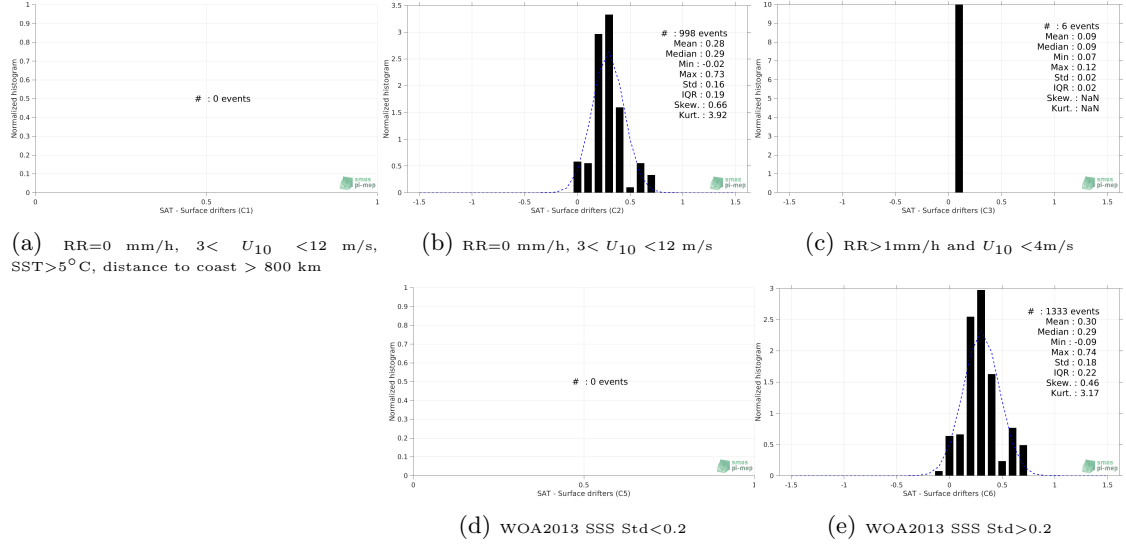 1
0.9
0.8
0.7
0.6
0.5
0.4
0.3
0.2
0.1
0
Normalized histogram
# : 0 events
0 0.5 1
SAT - Surface drifters (C1)
smos
pi-mep
(a) RR=0 mm/h, 3< U10 <12 m/s,
SST>5°C, distance to coast > 800 km
3.5
3
2.5
2
1.5
1
0.5
0
Normalized histogram
# : 998 events
Mean : 0.28
Median : 0.29
Min : -0.02
Max : 0.73
Std : 0.16
IQR : 0.19
Skew. : 0.66
Kurt. : 3.92
-1.5 -1 -0.5 0 0.5 1 1.5
SAT - Surface drifters (C2)
smos
pi-mep
(b) RR=0 mm/h, 3< U10 <12 m/s
10
9
8
7
6
5
4
3
2
1
0
Normalized histogram
# : 6 events
Mean : 0.09
Median : 0.09
Min : 0.07
Max : 0.12
Std : 0.02
IQR : 0.02
Skew. : NaN
Kurt. : NaN
-1.5 -1 -0.5 0 0.5 1 1.5
SAT - Surface drifters (C3)
smos
pi-mep
(c) RR>1mm/h and U10 <4m/s
1
0.9
0.8
0.7
0.6
0.5
0.4
0.3
0.2
0.1
0
Normalized histogram
# : 0 events
0 0.5 1
SAT - Surface drifters (C5)
smos
pi-mep
(d) WOA2013 SSS Std<0.2
3
2.5
2
1.5
1
0.5
0
Normalized histogram
# : 1333 events
Mean : 0.30
Median : 0.29
Min : -0.09
Max : 0.74
Std : 0.18
IQR : 0.22
Skew. : 0.46
Kurt. : 3.17
-1.5 -1 -0.5 0 0.5 1 1.5
SAT - Surface drifters (C6)
smos
pi-mep
(e) WOA2013 SSS Std>0.2